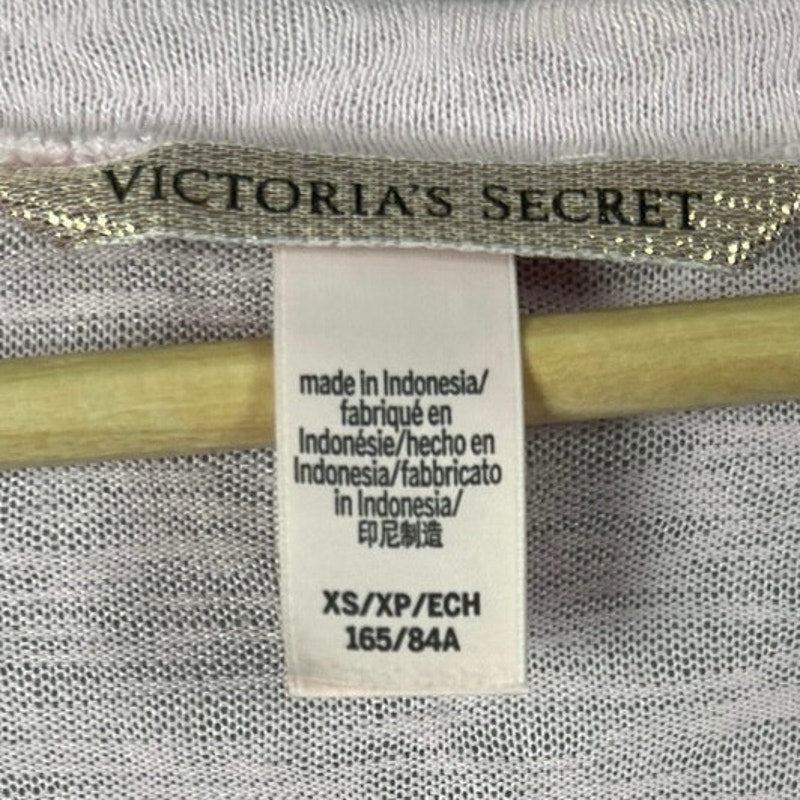 VICTORIA'S SECRET
made in Indonesia/
fabriqué en
Indonésie/hecho en
Indonesia/fabbricato
in Indonesia/
印尼制造
XS/XP/ECH
165/84A